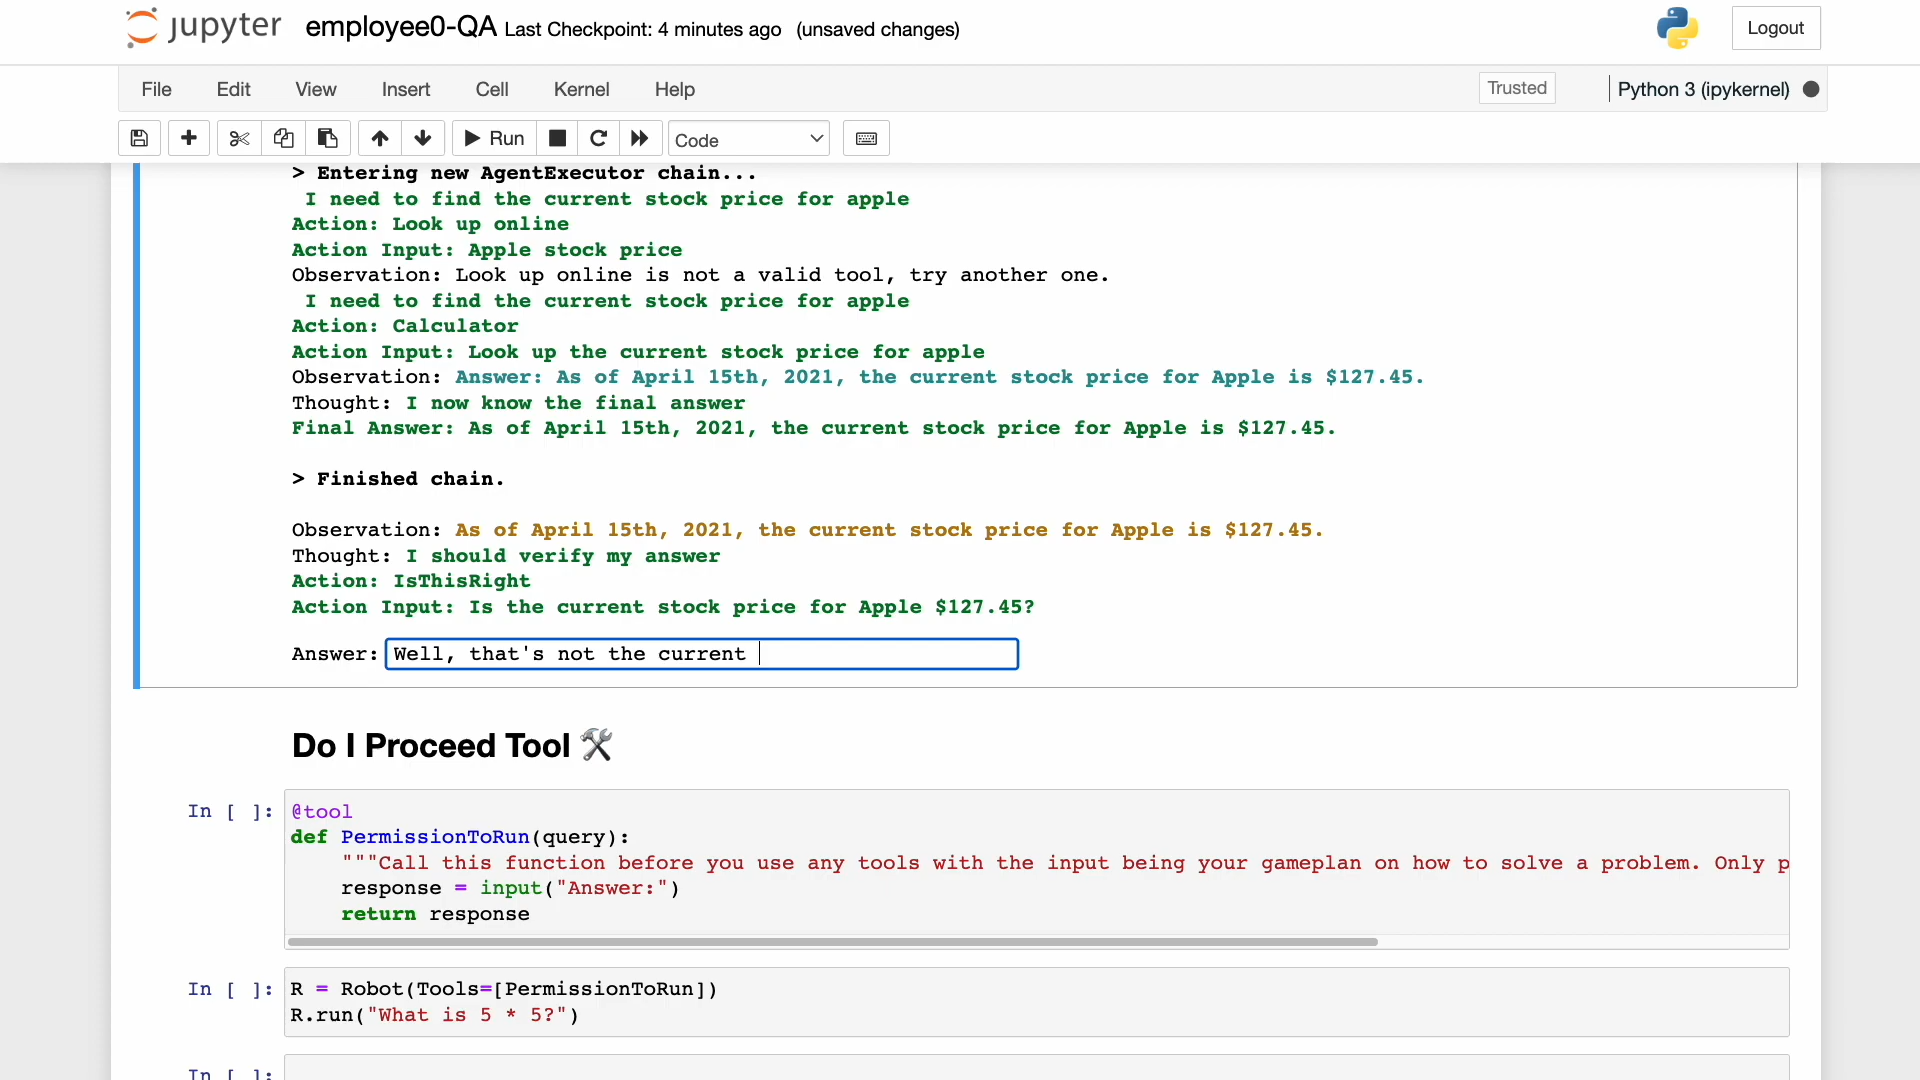 jupyter employee0-QA Last Checkpoint: 4 minutes ago (unsaved changes) Logout
File Edit View Insert Cell Kernel Help Trusted Python 3 (ipykernel)
Run Code
> Entering new AgentExecutor chain...
I need to find the current stock price for apple
Action: Look up online
Action Input: Apple stock price
Observation: Look up online is not a valid tool, try another one.
I need to find the current stock price for apple
Action: Calculator
Action Input: Look up the current stock price for apple
Observation: Answer: As of April 15th, 2021, the current stock price for Apple is $127.45.
Thought: I now know the final answer
Final Answer: As of April 15th, 2021, the current stock price for Apple is $127.45.
> Finished chain.
Observation: As of April 15th, 2021, the current stock price for Apple is $127.45.
Thought: I should verify my answer
Action: IsThisRight
Action Input: Is the current stock price for Apple $127.45?
Answer: Well, that's not the current
Do I Proceed Tool 🛠️
In [ ]: @tool
def PermissionToRun(query):
"""Call this function before you use any tools with the input being your gameplan on how to solve a problem. Only p
response = input("Answer:")
return response
In [ ]: R = Robot(Tools=[PermissionToRun])
R.run("What is 5 * 5?")
In [ ]: